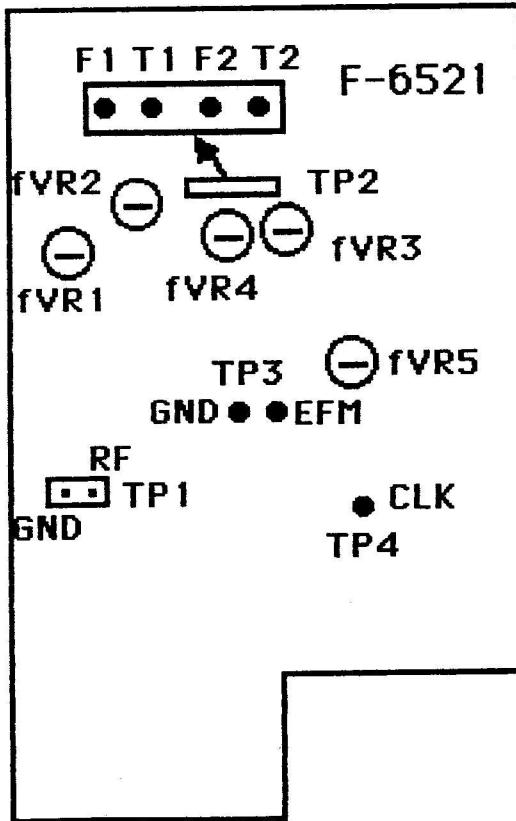 F1 T1 F2 T2
F-6521
fVR2
TP2
fVR3
fVR4
fVR1
fVR5
TP3
GND EFM
RF
TP1
GND
CLK
TP4